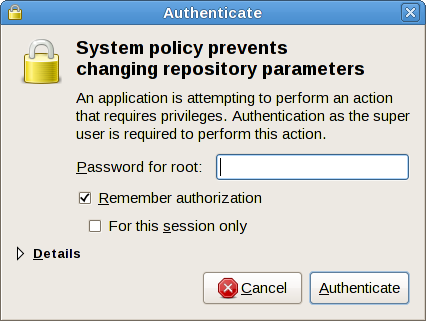 Authenticate
System policy prevents
changing repository parameters
An application is attempting to perform an action
that requires privileges. Authentication as the super
user is required to perform this action.
Password for root:
Remember authorization
For this session only
Details
Cancel
Authenticate